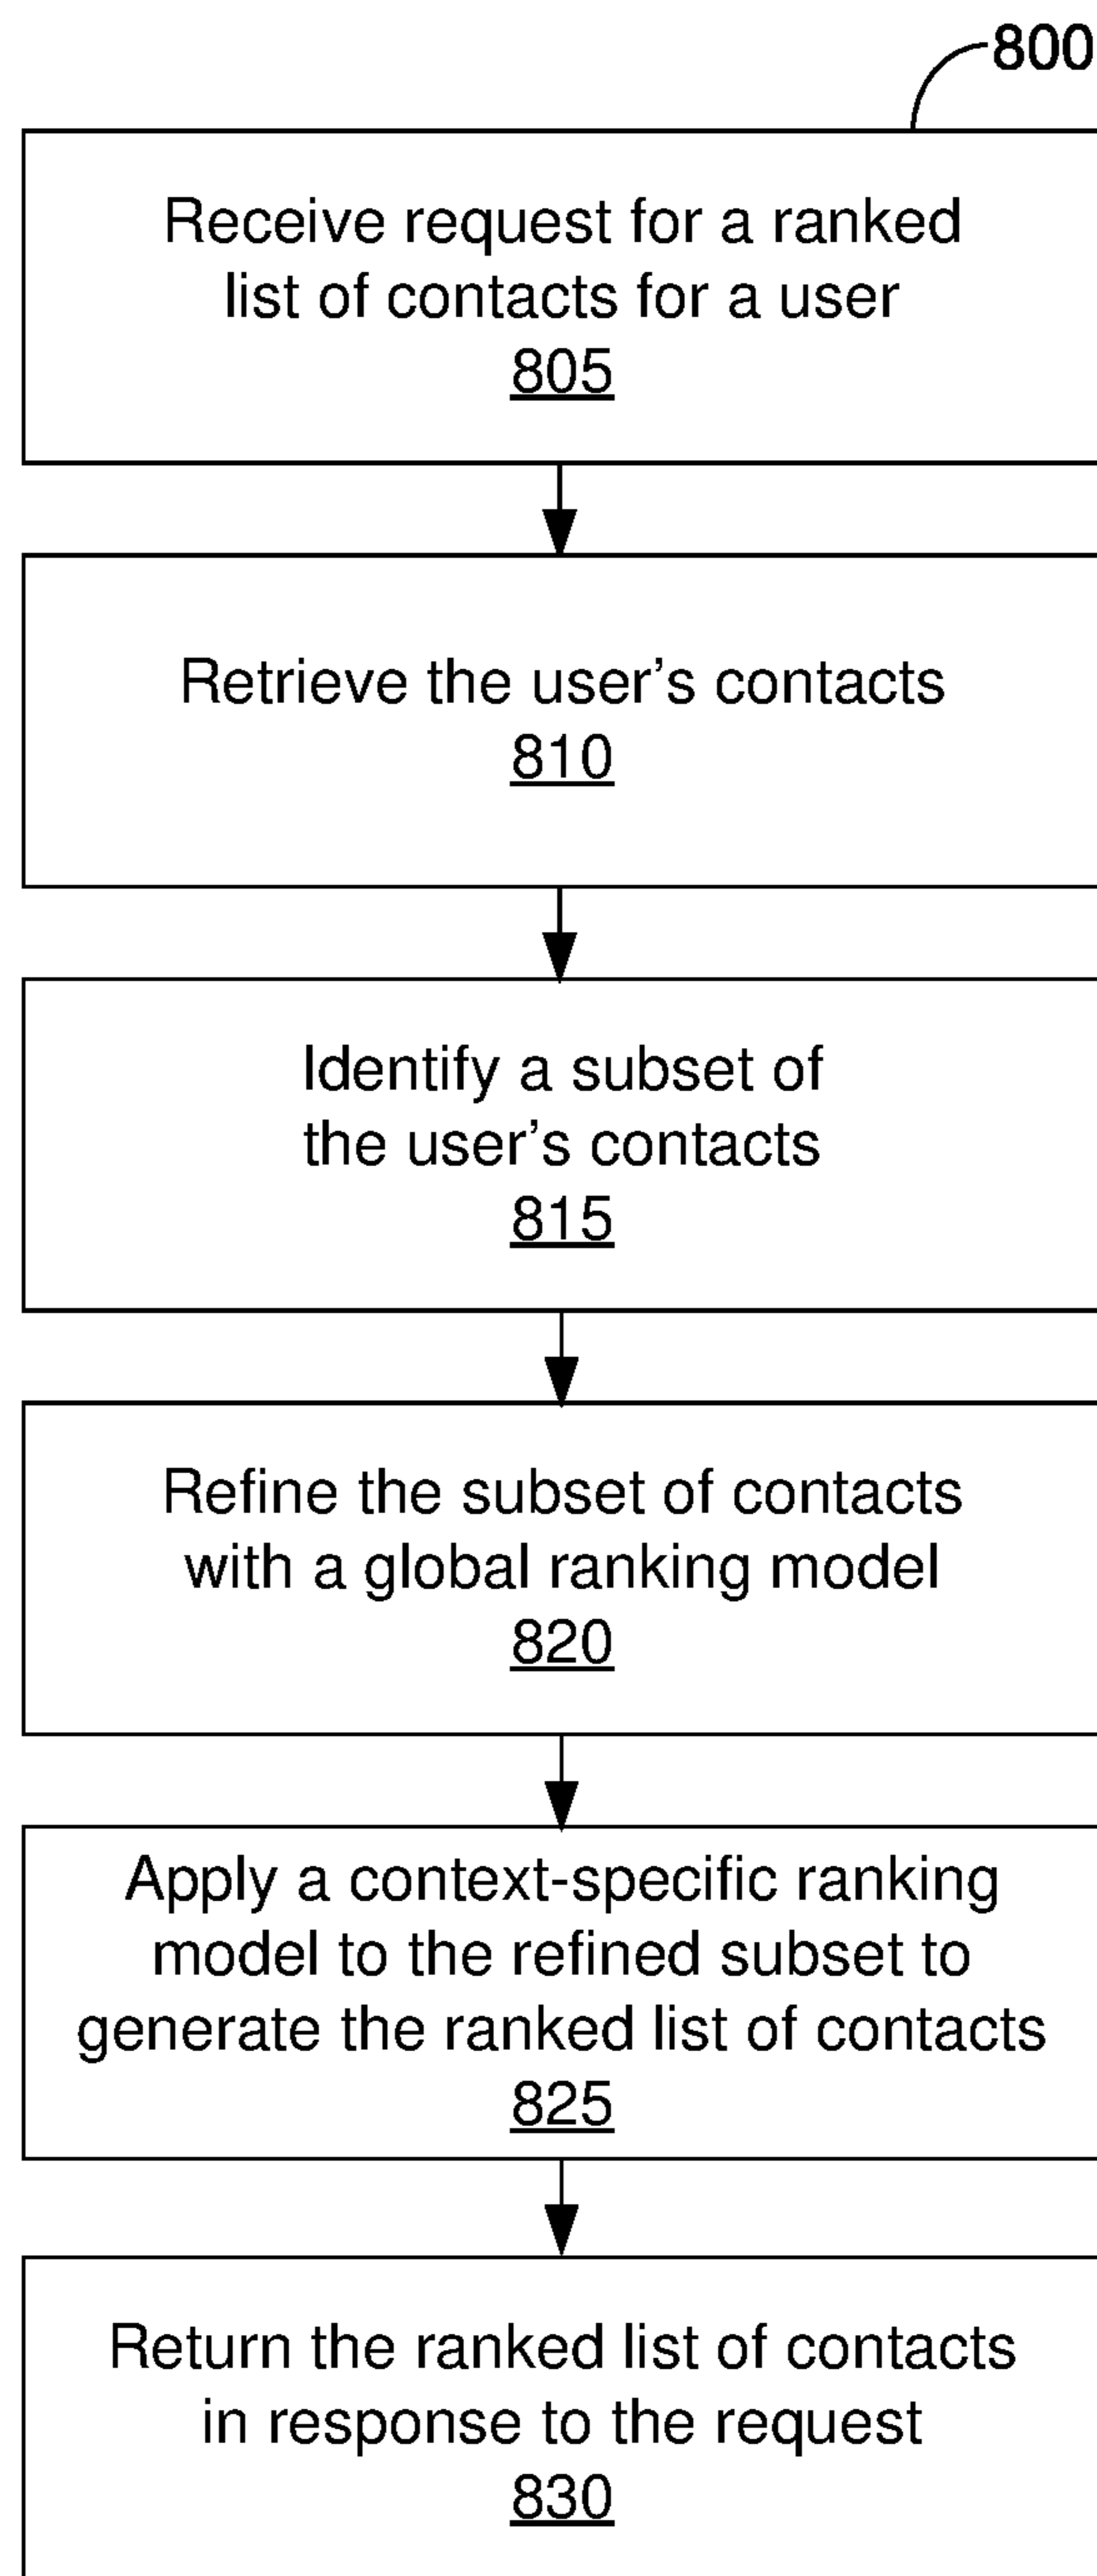 800
Receive request for a ranked
list of contacts for a user
805
Retrieve the user's contacts
810
Identify a subset of
the user's contacts
815
Refine the subset of contacts
with a global ranking model
820
Apply a context-specific ranking
model to the refined subset to
generate the ranked list of contacts
825
Return the ranked list of contacts
in response to the request
830